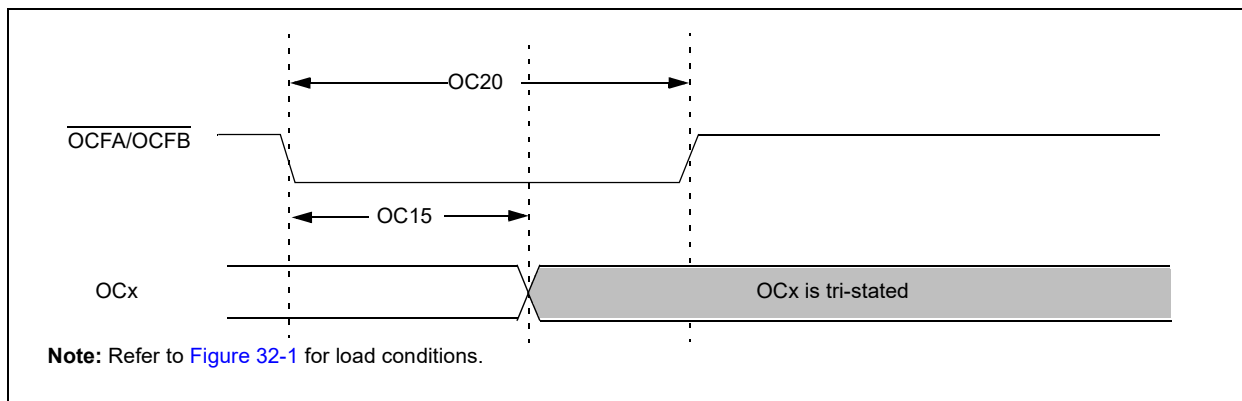 OC20
OCFA/OCFB
OC15
OCx
OCx is tri-stated
Note: Refer to Figure 32-1 for load conditions.